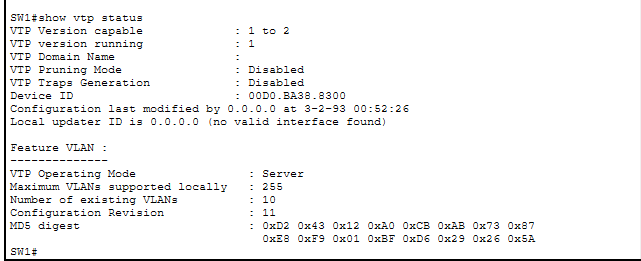 SW1#show vtp status
VTP Version capable : 1 to 2
VTP version running : 1
VTP Domain Name :
VTP Pruning Mode : Disabled
VTP Traps Generation : Disabled
Device ID : 00D0.BA38.8300
Configuration last modified by 0.0.0.0 at 3-2-93 00:52:26
Local updater ID is 0.0.0.0 (no valid interface found)
Feature VLAN :
--------------
VTP Operating Mode : Server
Maximum VLANs supported locally : 255
Number of existing VLANs : 10
Configuration Revision : 11
MD5 digest : 0xD2 0x43 0x12 0xA0 0xCB 0xAB 0x73 0x87
0xE8 0xF9 0x01 0xBF 0xD6 0x29 0x26 0x5A
SW1#